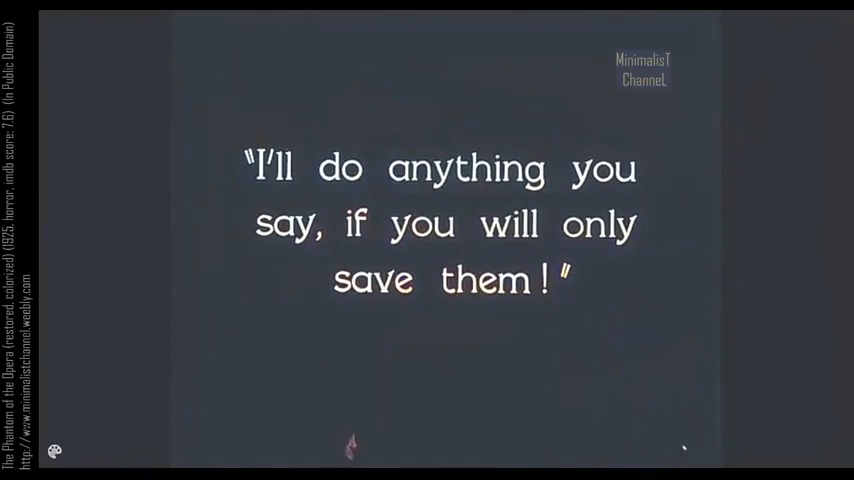 MinimalisT
ChanneL
"I'll do anything you
say, if you will only
save them!"
The Phantom of the Opera (restored, colorized) (1925, horror, imdb score: 7.6) (In Public Domain)
http://www.minimalistchannel.weebly.com